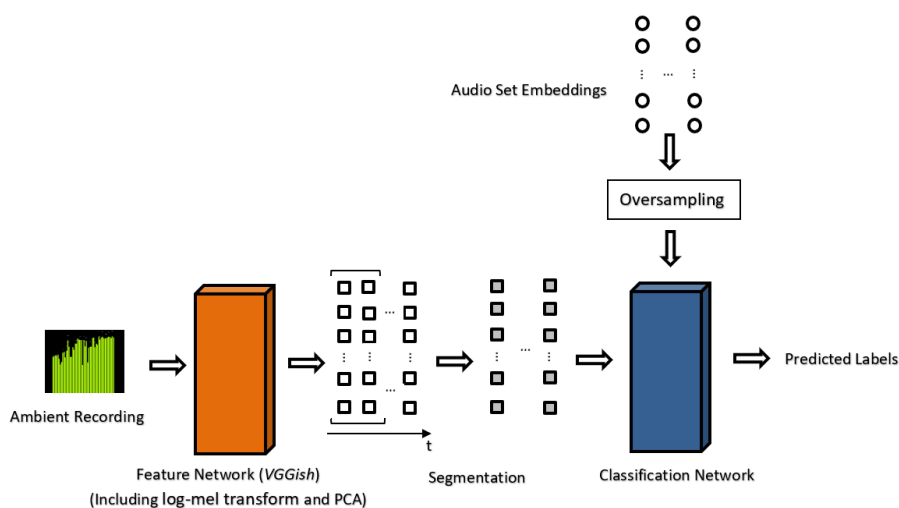 Audio Set Embeddings
Oversampling
t
Ambient Recording
Predicted Labels
Feature Network (VGGish)
(Including log-mel transform and PCA)
Segmentation
Classification Network